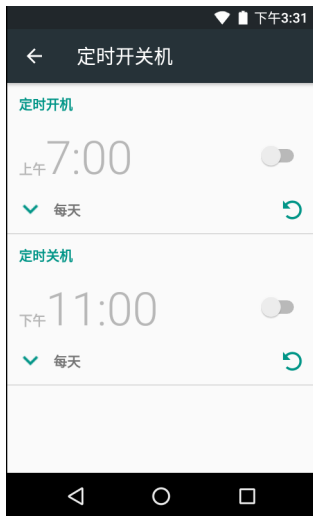 下午3:31
定时开关机
定时开机
上午7:00
每天
定时关机
下午11:00
每天